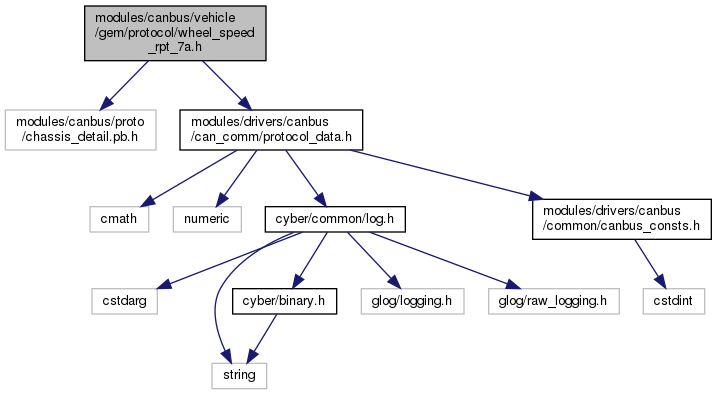 modules/canbus/vehicle
/gem/protocol/wheel_speed
_rpt_7a.h
modules/canbus/proto
/chassis_detail.pb.h
modules/drivers/canbus
/can_comm/protocol_data.h
cmath
numeric
cyber/common/log.h
modules/drivers/canbus
/common/canbus_consts.h
cstdarg
cyber/binary.h
glog/logging.h
glog/raw_logging.h
cstdint
string